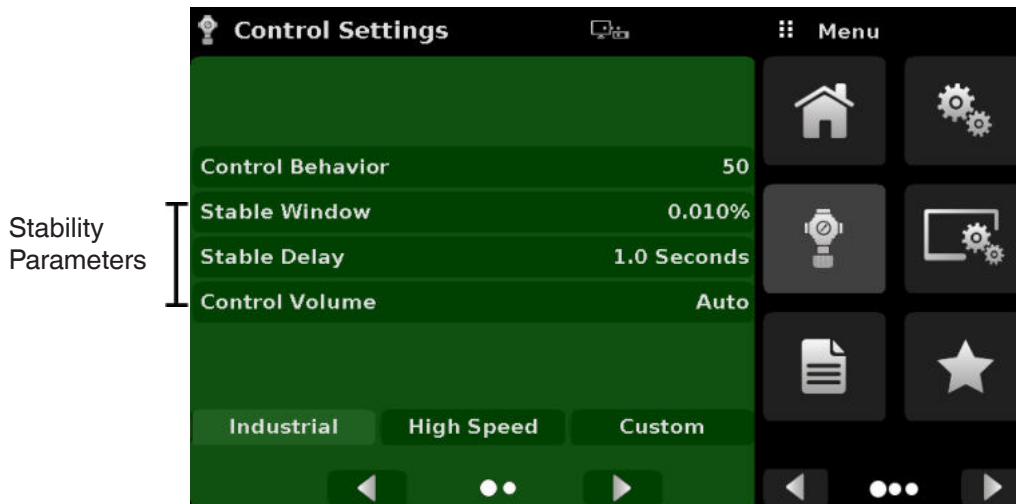 Control Settings
Menu
Control Behavior 50
Stable Window 0.010%
Stable Delay 1.0 Seconds
Control Volume Auto
Stability
Parameters
Industrial High Speed Custom